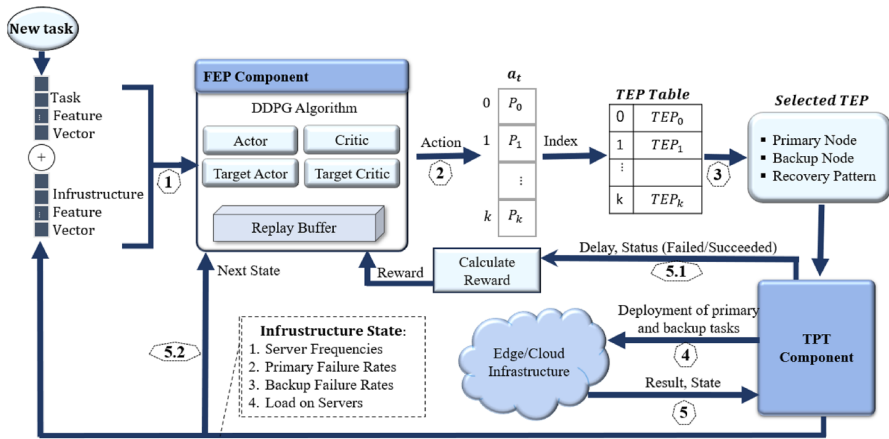 New task
Task
Feature
Vector
+
Infrustructure
Feature
Vector
1
FEP Component
DDPG Algorithm
Actor
Critic
Target Actor
Target Critic
Replay Buffer
Action
2
a_t
0 P_0
1 P_1
⋮
k P_k
Index
TEP Table
0 TEP_0
1 TEP_1
⋮
k TEP_k
3
Selected TEP
▪ Primary Node
▪ Backup Node
▪ Recovery Pattern
Delay, Status (Failed/Succeeded)
5.1
Calculate
Reward
Reward
Next State
5.2
Infrustructure State:
1. Server Frequencies
2. Primary Failure Rates
3. Backup Failure Rates
4. Load on Servers
Edge/Cloud
Infrastructure
Deployment of primary
and backup tasks
4
Result, State
5
TPT
Component